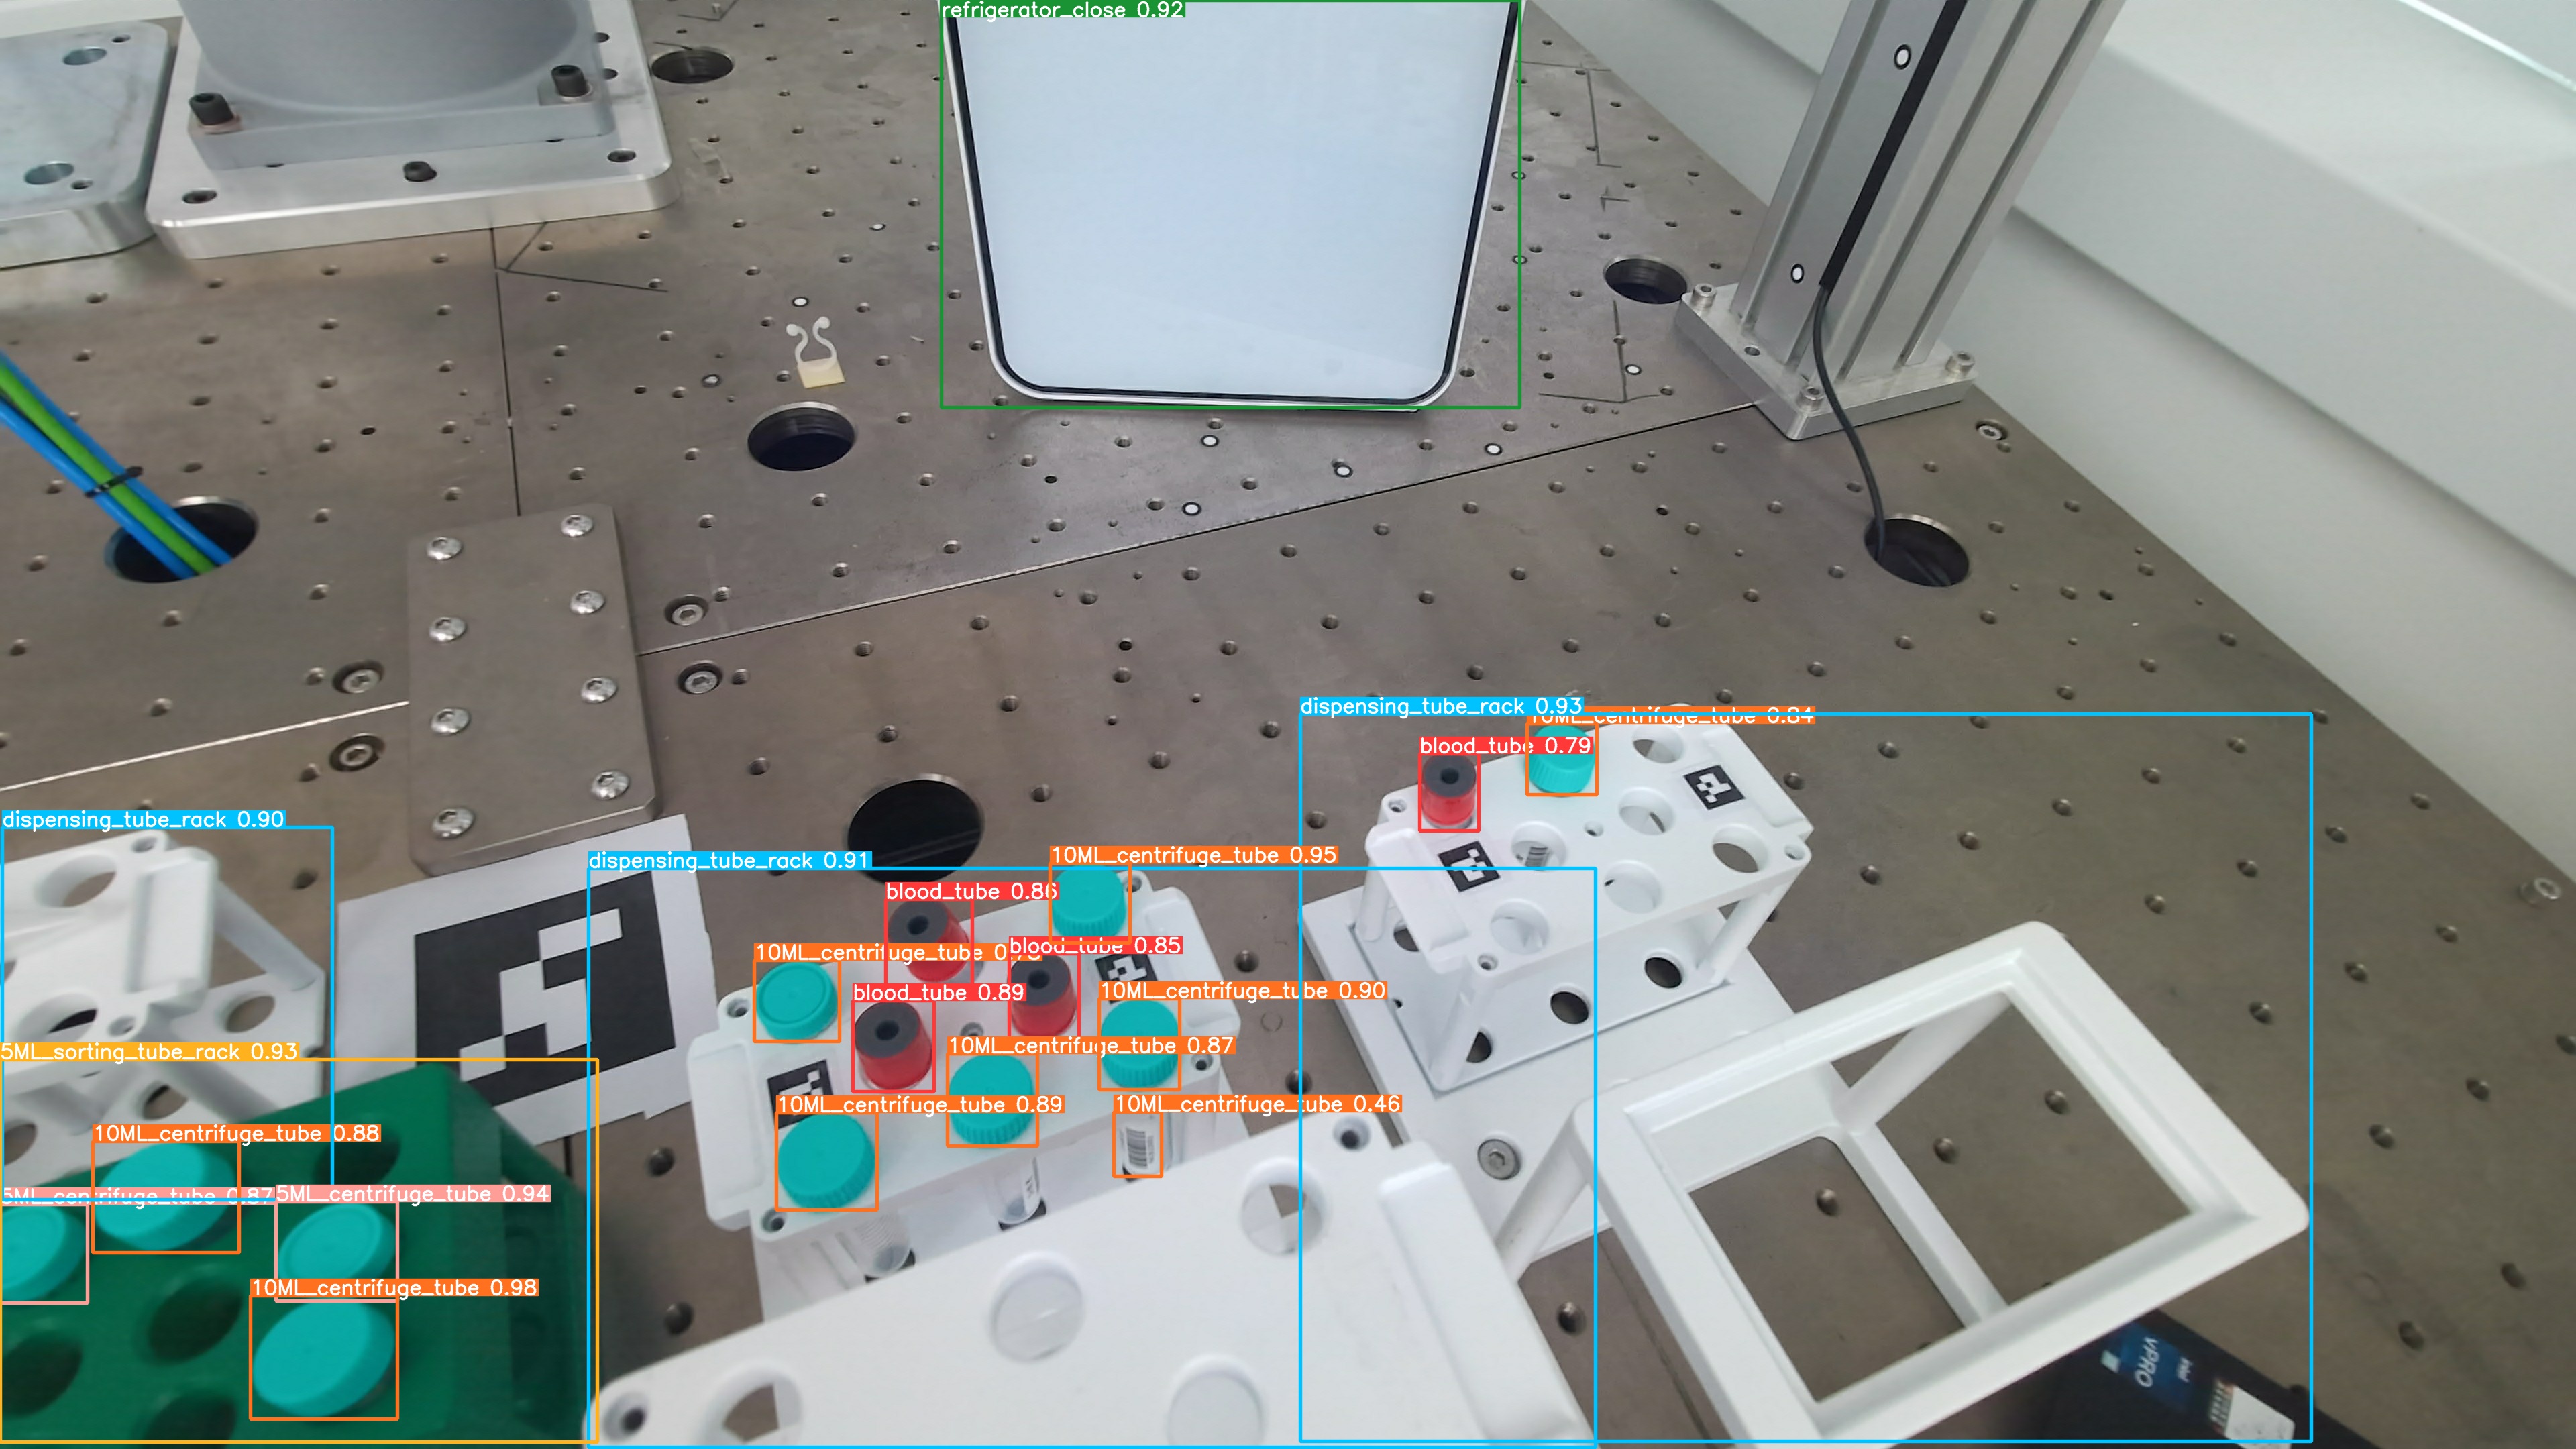 refrigerator_close 0.92
dispensing_tube_rack 0.93
10ML_centrifuge_tube 0.84
blood_tube 0.79
dispensing_tube_rack 0.90
dispensing_tube_rack 0.91
10ML_centrifuge_tube 0.95
blood_tube 0.86
10ML_centrifuge_tube
blood_tube 0.85
blood_tube 0.89
10ML_centrifuge_tube 0.90
10ML_centrifuge_tube 0.87
5ML_sorting_tube_rack 0.93
10ML_centrifuge_tube 0.89
10ML_centrifuge_tube 0.46
10ML_centrifuge_tube 0.88
5ML_centrifuge_tube 0.87
5ML_centrifuge_tube 0.94
10ML_centrifuge_tube 0.98
intel
vPRO